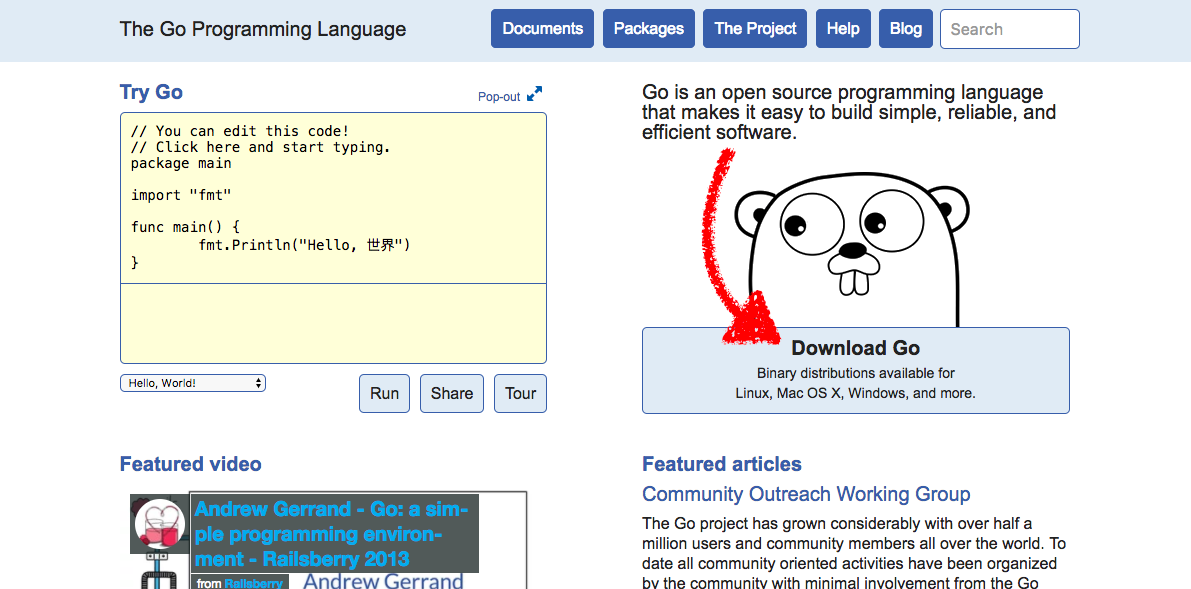 The Go Programming Language
Documents
Packages
The Project
Help
Blog
Search
Try Go
Pop-out
// You can edit this code!
// Click here and start typing.
package main
import "fmt"
func main() {
fmt.Println("Hello, 世界")
}
Hello, World!
Run
Share
Tour
Go is an open source programming language
that makes it easy to build simple, reliable, and
efficient software.
Download Go
Binary distributions available for
Linux, Mac OS X, Windows, and more.
Featured video
Andrew Gerrand - Go: a sim-
ple programming environ-
ment - Railsberry 2013
from Railsberry
Andrew Gerrand
Featured articles
Community Outreach Working Group
The Go project has grown considerably with over half a
million users and community members all over the world. To
date all community oriented activities have been organized
by the community with minimal involvement from the Go